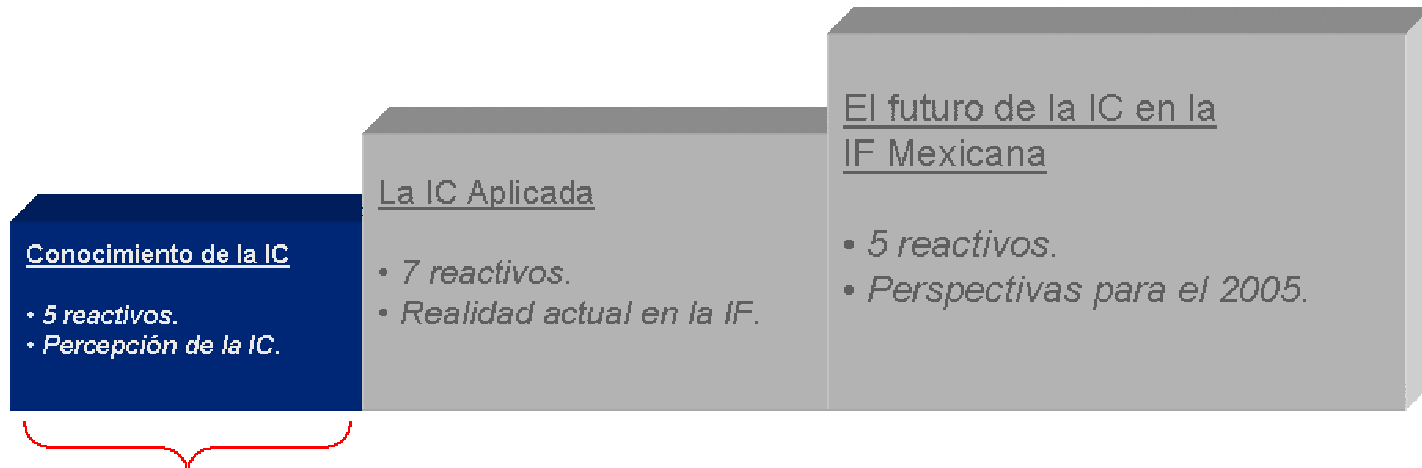 Conocimiento de la IC
• 5 reactivos.
• Percepción de la IC.
La IC Aplicada
• 7 reactivos.
• Realidad actual en la IF.
El futuro de la IC en la
IF Mexicana
• 5 reactivos.
• Perspectivas para el 2005.